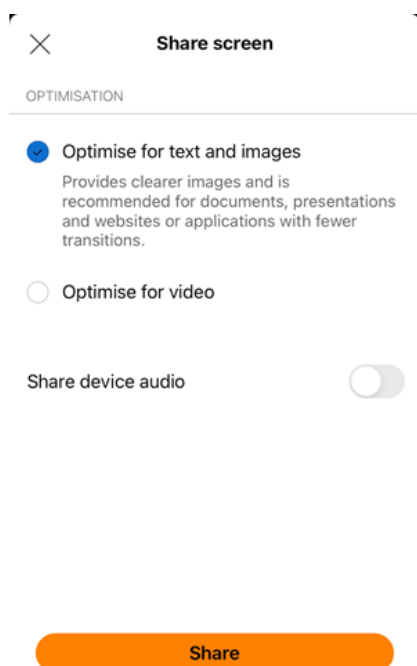 Share screen
OPTIMISATION
Optimise for text and images
Provides clearer images and is
recommended for documents, presentations
and websites or applications with fewer
transitions.
Optimise for video
Share device audio
Share